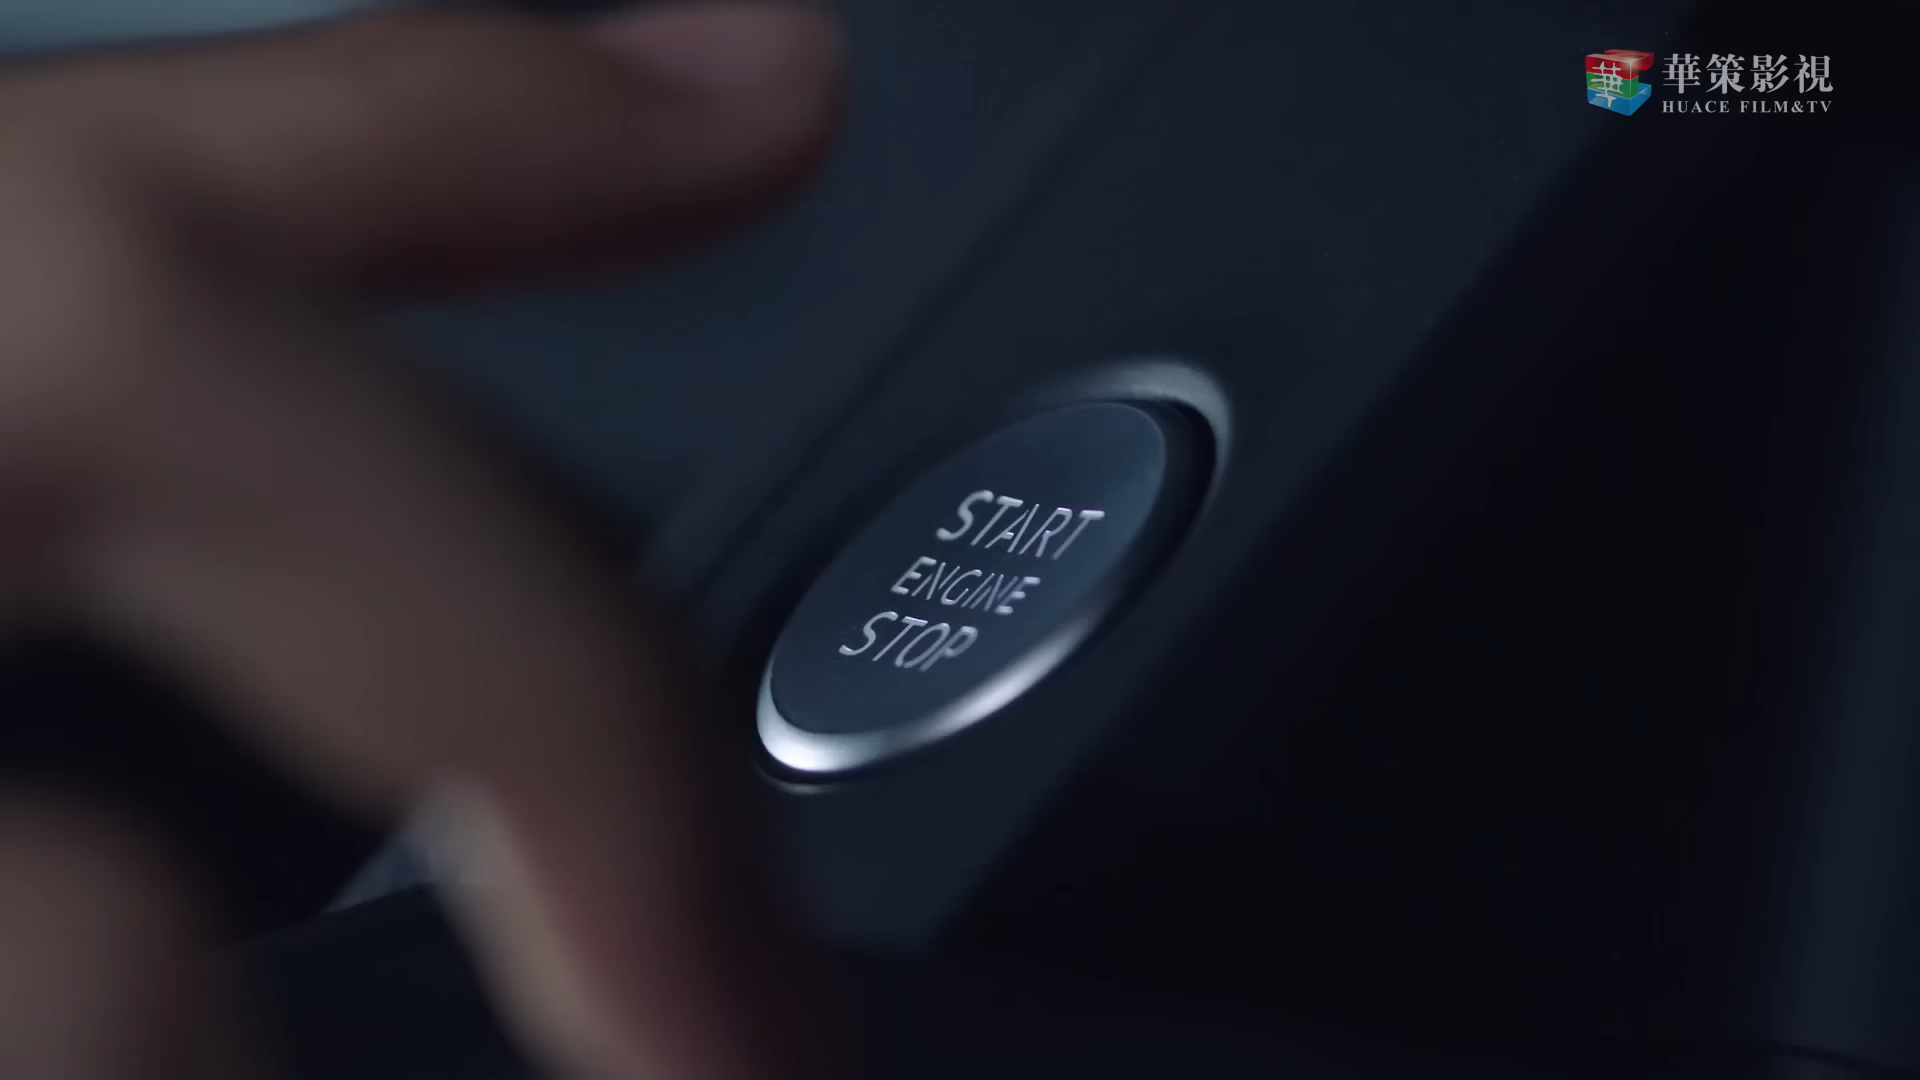 華策影視
HUACE FILM&TV
START
ENGINE
STOP